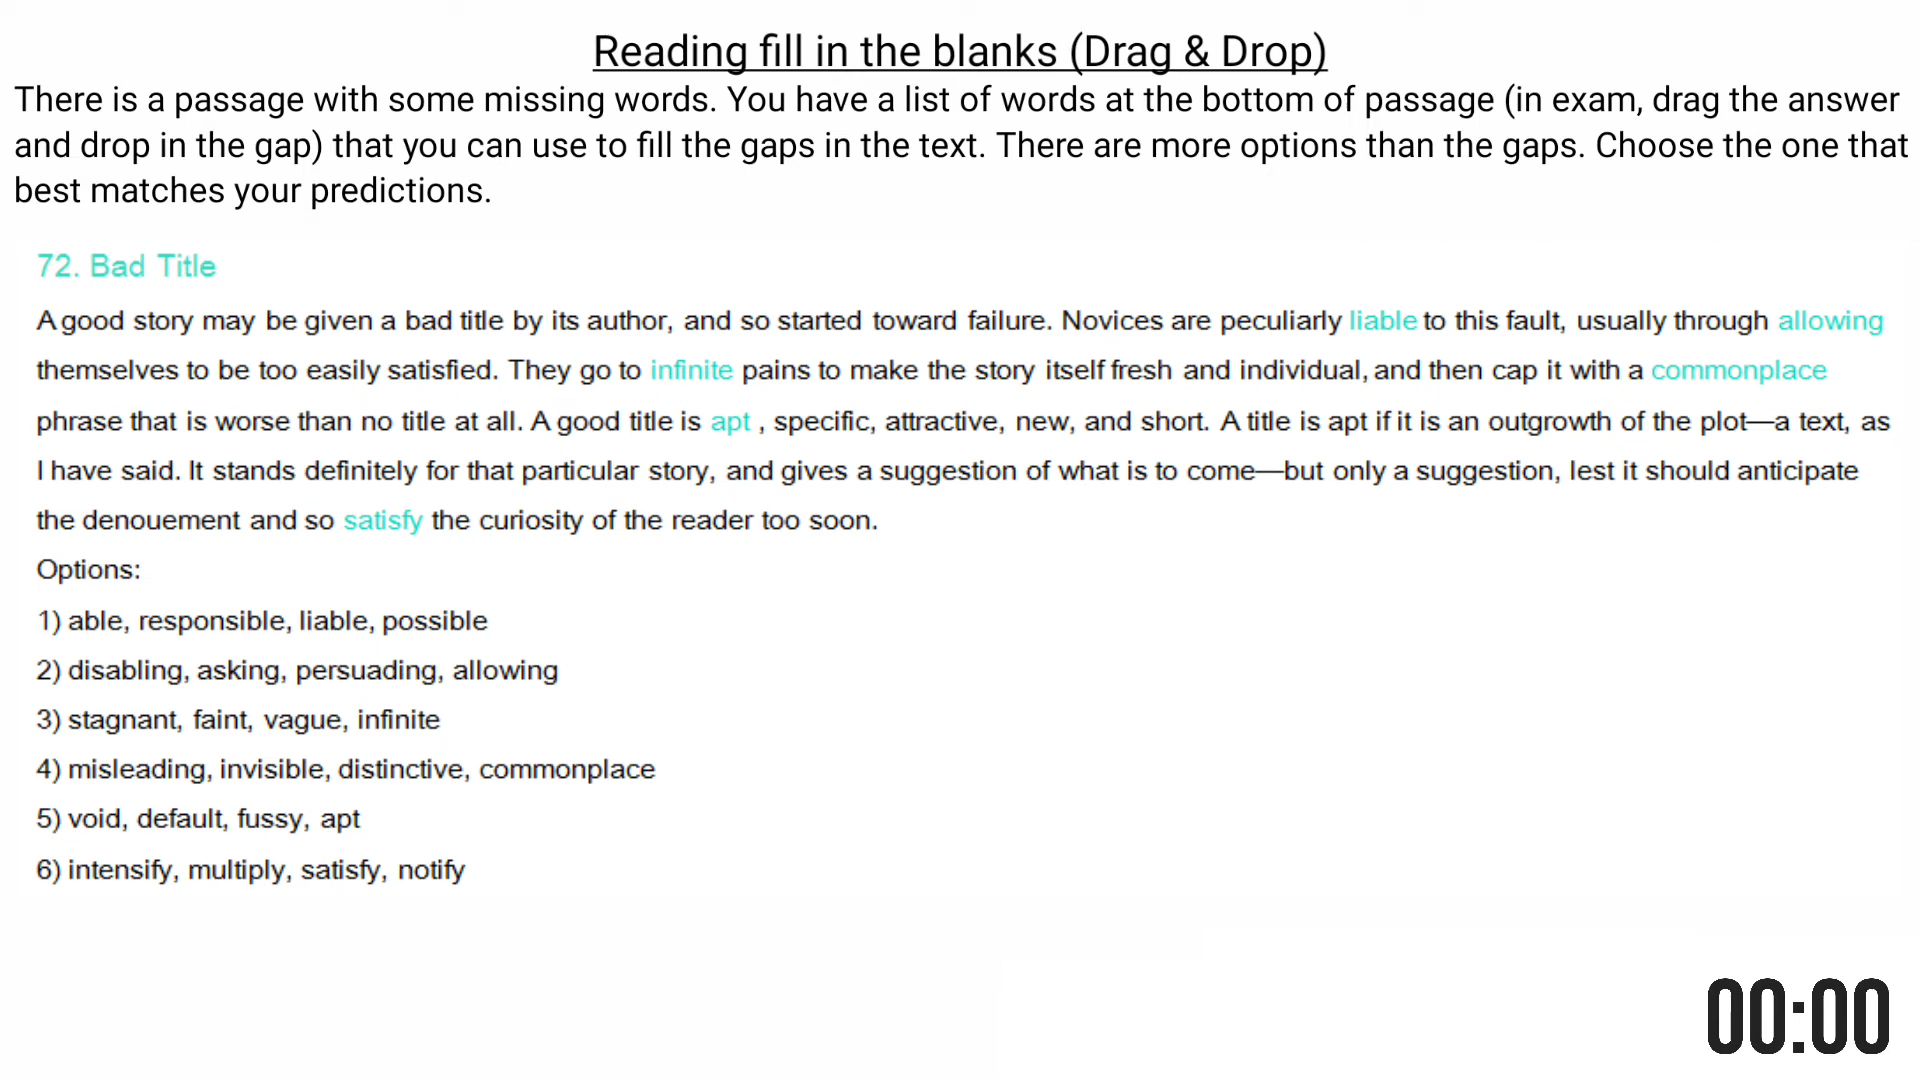 Reading fill in the blanks (Drag & Drop)
There is a passage with some missing words. You have a list of words at the bottom of passage (in exam, drag the answer
and drop in the gap) that you can use to fill the gaps in the text. There are more options than the gaps. Choose the one that
best matches your predictions.
72. Bad Title
A good story may be given a bad title by its author, and so started toward failure. Novices are peculiarly liable to this fault, usually through allowing
themselves to be too easily satisfied. They go to infinite pains to make the story itself fresh and individual, and then cap it with a commonplace
phrase that is worse than no title at all. A good title is apt , specific, attractive, new, and short. A title is apt if it is an outgrowth of the plot—a text, as
I have said. It stands definitely for that particular story, and gives a suggestion of what is to come—but only a suggestion, lest it should anticipate
the denouement and so satisfy the curiosity of the reader too soon.
Options:
1) able, responsible, liable, possible
2) disabling, asking, persuading, allowing
3) stagnant, faint, vague, infinite
4) misleading, invisible, distinctive, commonplace
5) void, default, fussy, apt
6) intensify, multiply, satisfy, notify
00:00